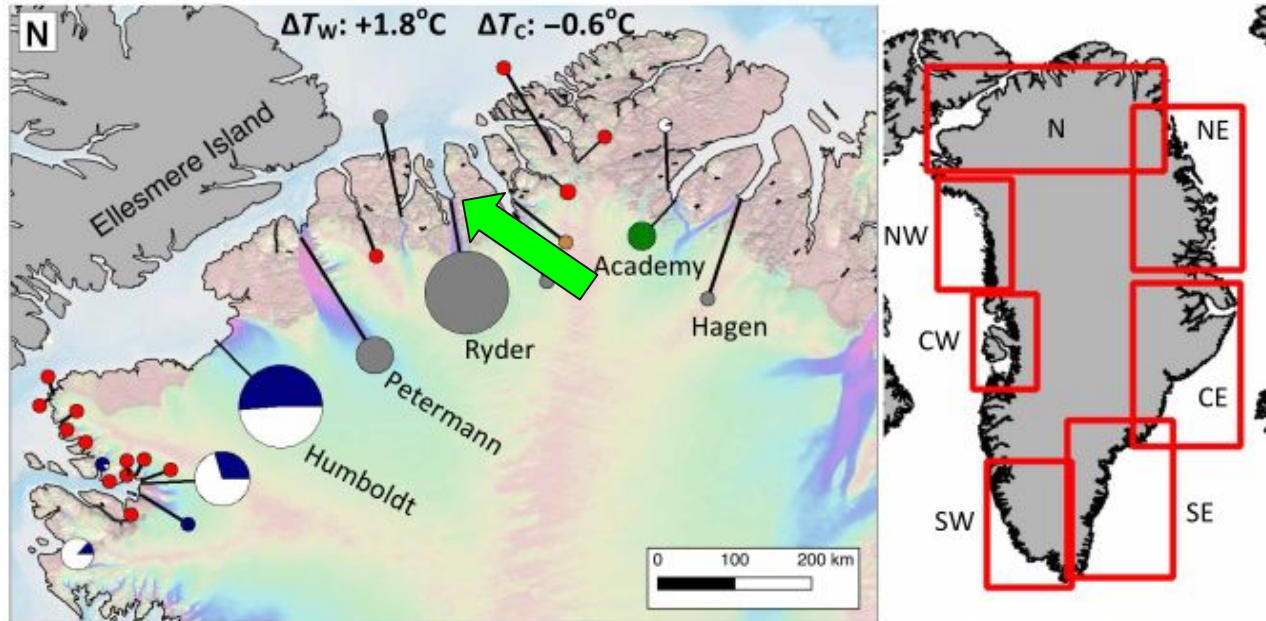 N
ΔTW: +1.8°C ΔTC: −0.6°C
Ellesmere Island
Academy
Ryder
Hagen
Petermann
Humboldt
0 100 200 km
N
NE
NW
CW
CE
SW
SE